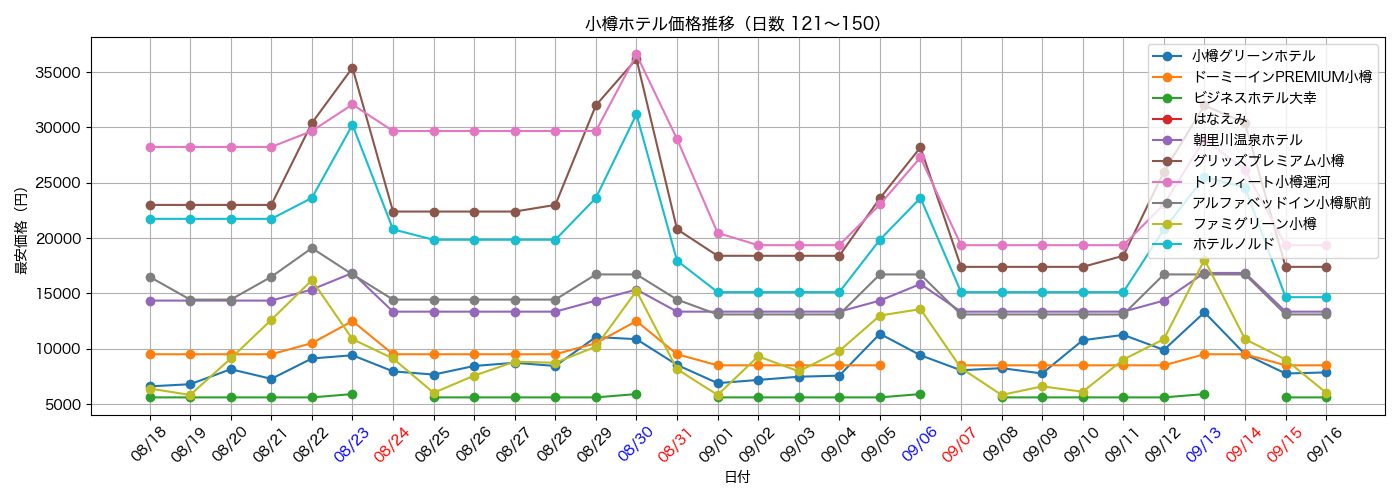 小樽ホテル価格推移（日数 121～150）
最安価格（円）
35000
30000
25000
20000
15000
10000
5000
小樽グリーンホテル
ドーミーインPREMIUM小樽
ビジネスホテル大幸
はなえみ
朝里川温泉ホテル
グリッズプレミアム小樽
トリフィート小樽運河
アルファベッドイン小樽駅前
ファミグリーン小樽
ホテルノルド
08/18
08/19
08/20
08/21
08/22
08/23
08/24
08/25
08/26
08/27
08/28
08/29
08/30
08/31
09/01
09/02
09/03
09/04
09/05
09/06
09/07
09/08
09/09
09/10
09/11
09/12
09/13
09/14
09/15
09/16
日付